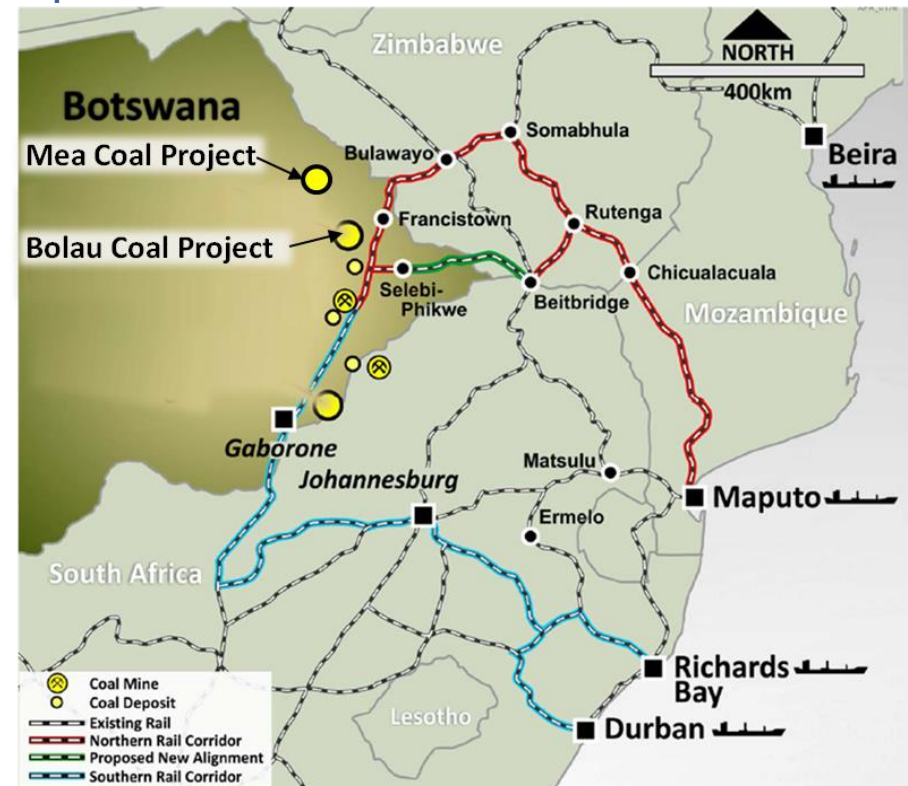 Zimbabwe
NORTH
400km
Botswana
Mea Coal Project
Bulawayo
Somabhula
Beira
Francistown
Rutenga
Bolau Coal Project
Selebi-
Phikwe
Beitbridge
Chicualacuala
Mozambique
Gaborone
Johannesburg
Matsulu
Maputo
Ermelo
South Africa
Richards
Bay
Lesotho
Durban
Coal Mine
Coal Deposit
Existing Rail
Northern Rail Corridor
Proposed New Alignment
Southern Rail Corridor